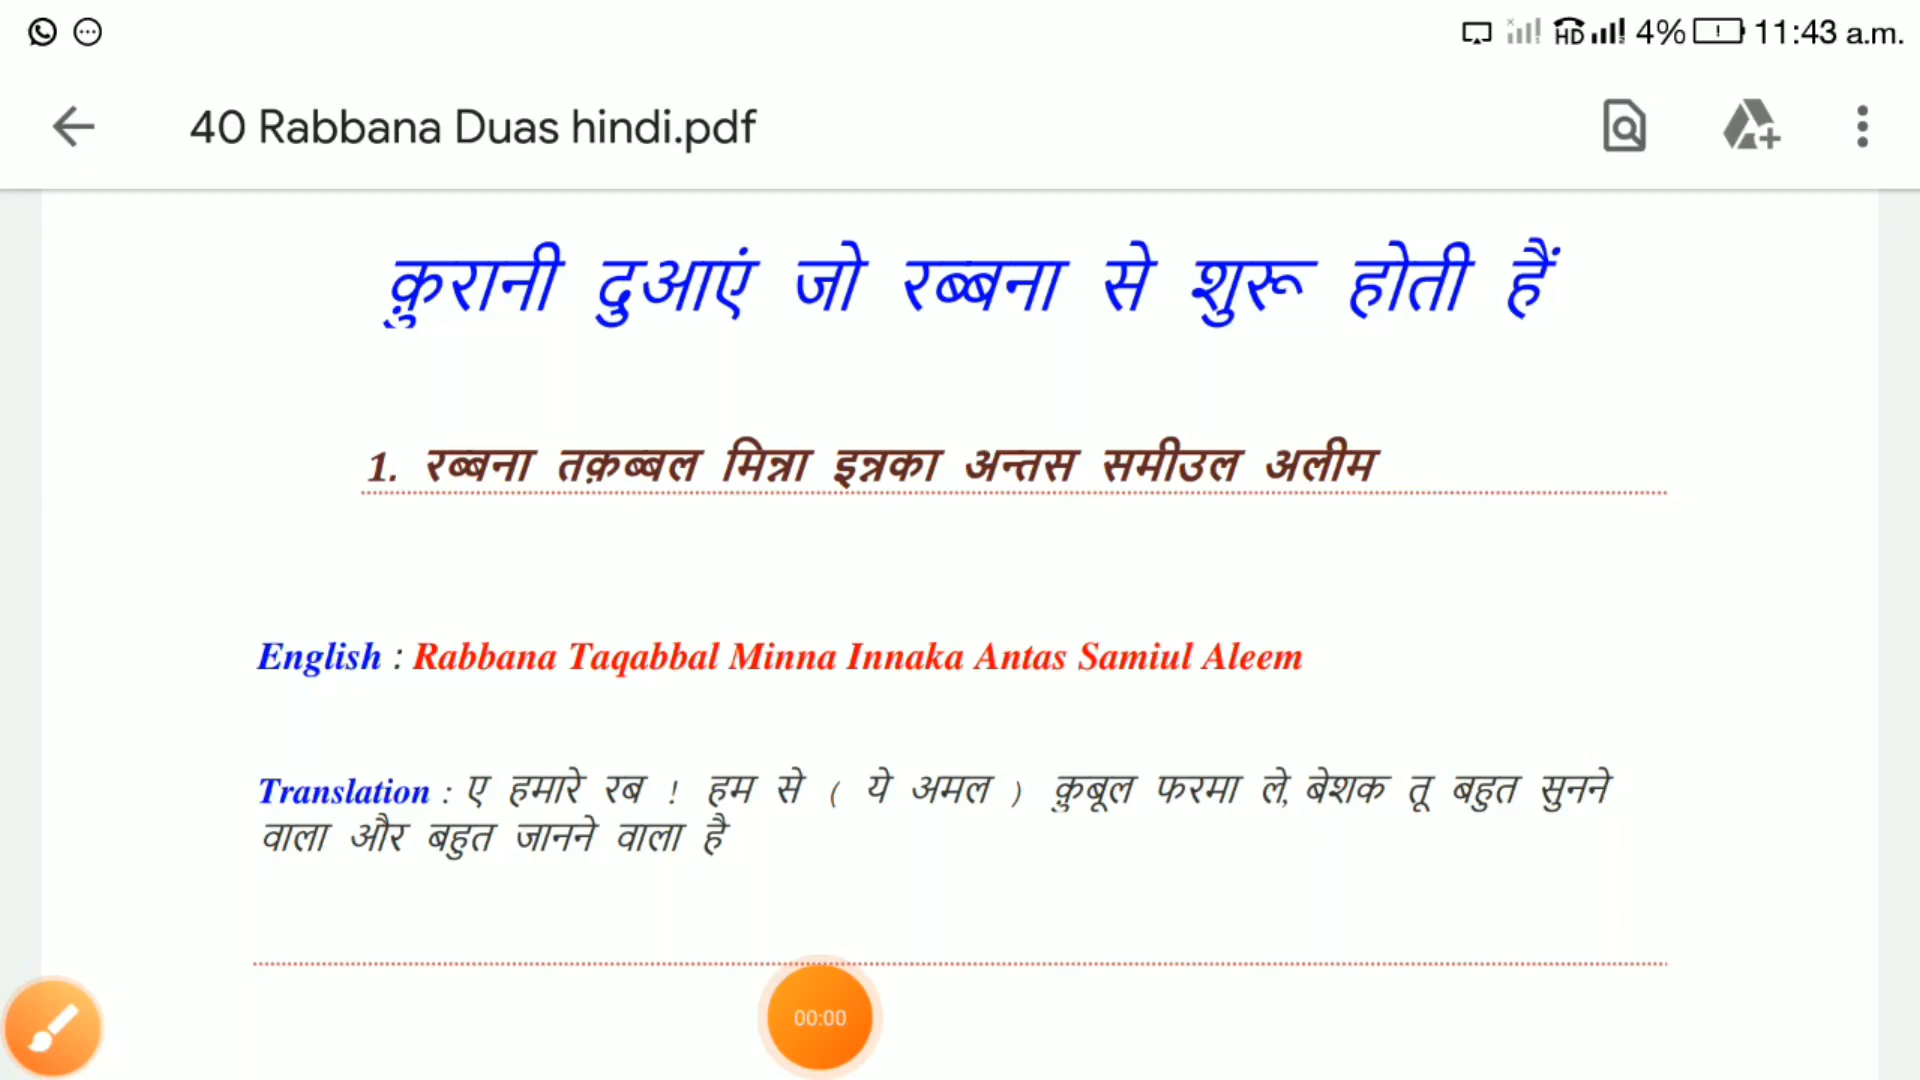 4% 11:43 a.m.
40 Rabbana Duas hindi.pdf
क़ुरानी दुआएं जो रब्बना से शुरू होती हैं
1. रब्बना तक़ब्बल मिन्ना इन्नका अन्तस समीउल अलीम
English : Rabbana Taqabbal Minna Innaka Antas Samiul Aleem
Translation : ए हमारे रब ! हम से ( ये अमल ) क़ुबूल फरमा ले, बेशक तू बहुत सुनने
वाला और बहुत जानने वाला है
00:00